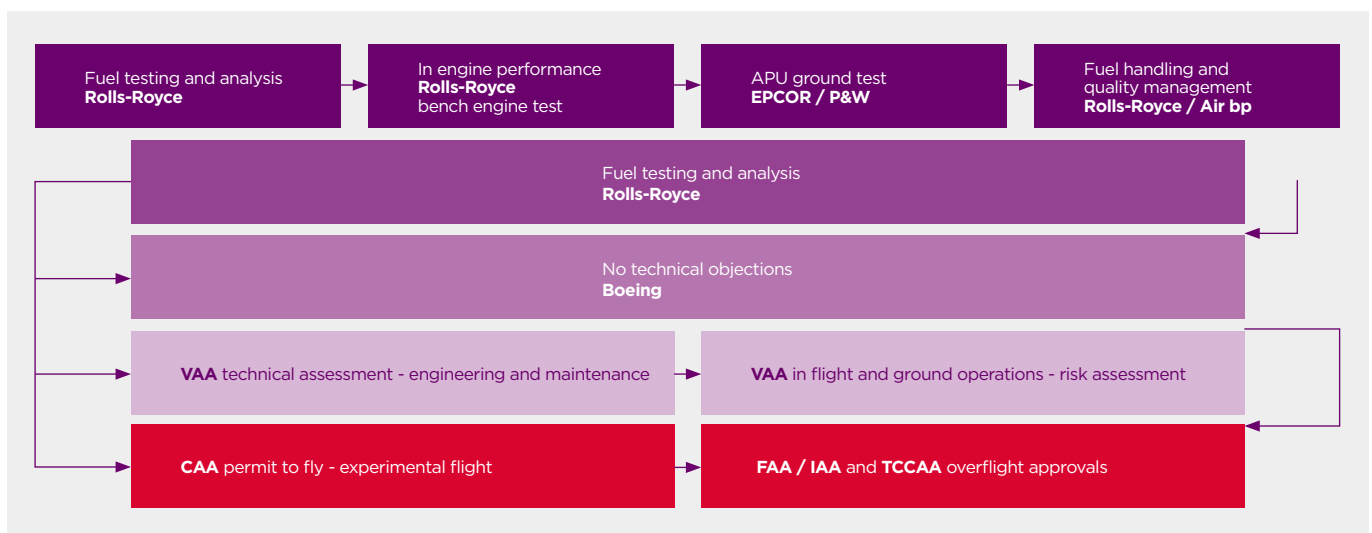 Fuel testing and analysis
Rolls-Royce
In engine performance
Rolls-Royce
bench engine test
APU ground test
EPCOR / P&W
Fuel handling and
quality management
Rolls-Royce / Air bp
Fuel testing and analysis
Rolls-Royce
No technical objections
Boeing
VAA technical assessment - engineering and maintenance
VAA in flight and ground operations - risk assessment
CAA permit to fly - experimental flight
FAA / IAA and TCCAA overflight approvals